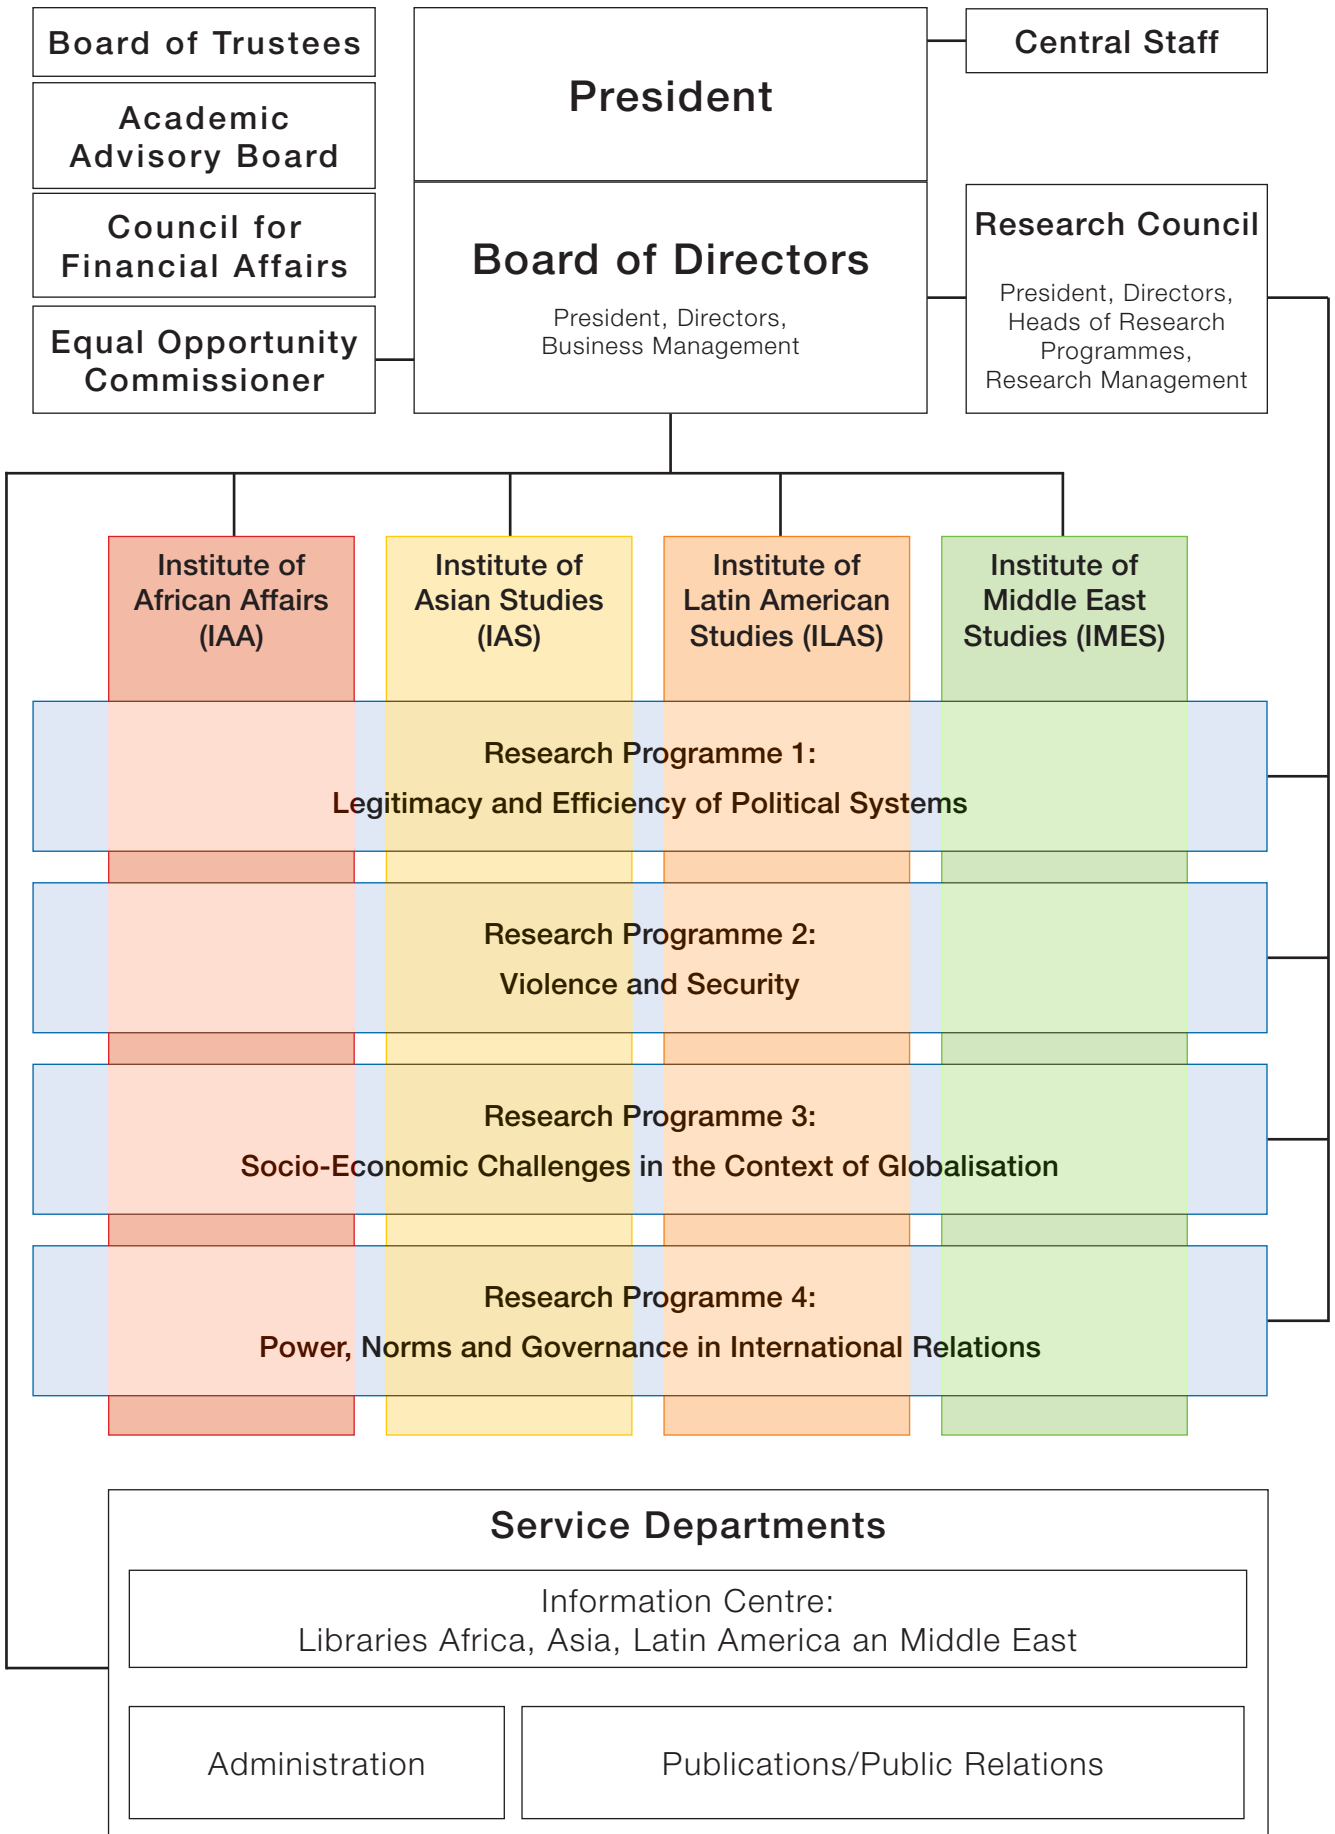 Board of Trustees
Academic
Advisory Board
Council for
Financial Affairs
Equal Opportunity
Commissioner
President
Board of Directors
President, Directors,
Business Management
Central Staff
Research Council
President, Directors,
Heads of Research
Programmes,
Research Management
Institute of
African Affairs
(IAA)
Institute of
Asian Studies
(IAS)
Institute of
Latin American
Studies (ILAS)
Institute of
Middle East
Studies (IMES)
Research Programme 1:
Legitimacy and Efficiency of Political Systems
Research Programme 2:
Violence and Security
Research Programme 3:
Socio-Economic Challenges in the Context of Globalisation
Research Programme 4:
Power, Norms and Governance in International Relations
Service Departments
Information Centre:
Libraries Africa, Asia, Latin America an Middle East
Administration
Publications/Public Relations